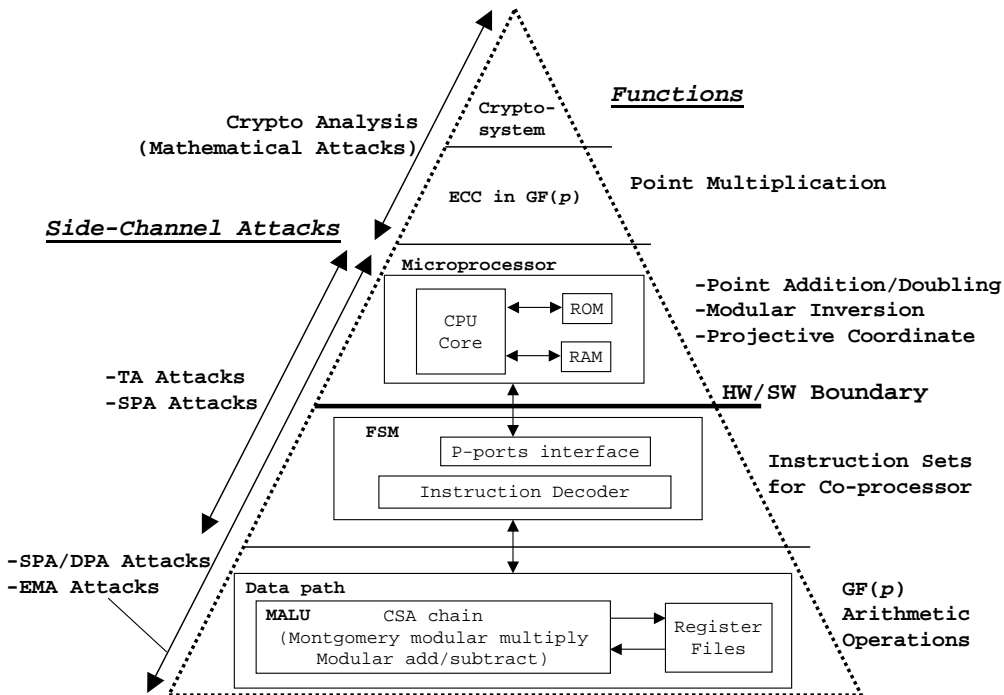 Functions
Crypto-
system
Crypto Analysis
(Mathematical Attacks)
Point Multiplication
ECC in GF(p)
Side-Channel Attacks
Microprocessor
CPU
Core
ROM
RAM
-Point Addition/Doubling
-Modular Inversion
-Projective Coordinate
-TA Attacks
-SPA Attacks
HW/SW Boundary
FSM
P-ports interface
Instruction Decoder
Instruction Sets
for Co-processor
-SPA/DPA Attacks
-EMA Attacks
Data path
MALU
CSA chain
(Montgomery modular multiply
Modular add/subtract)
Register
Files
GF(p)
Arithmetic
Operations